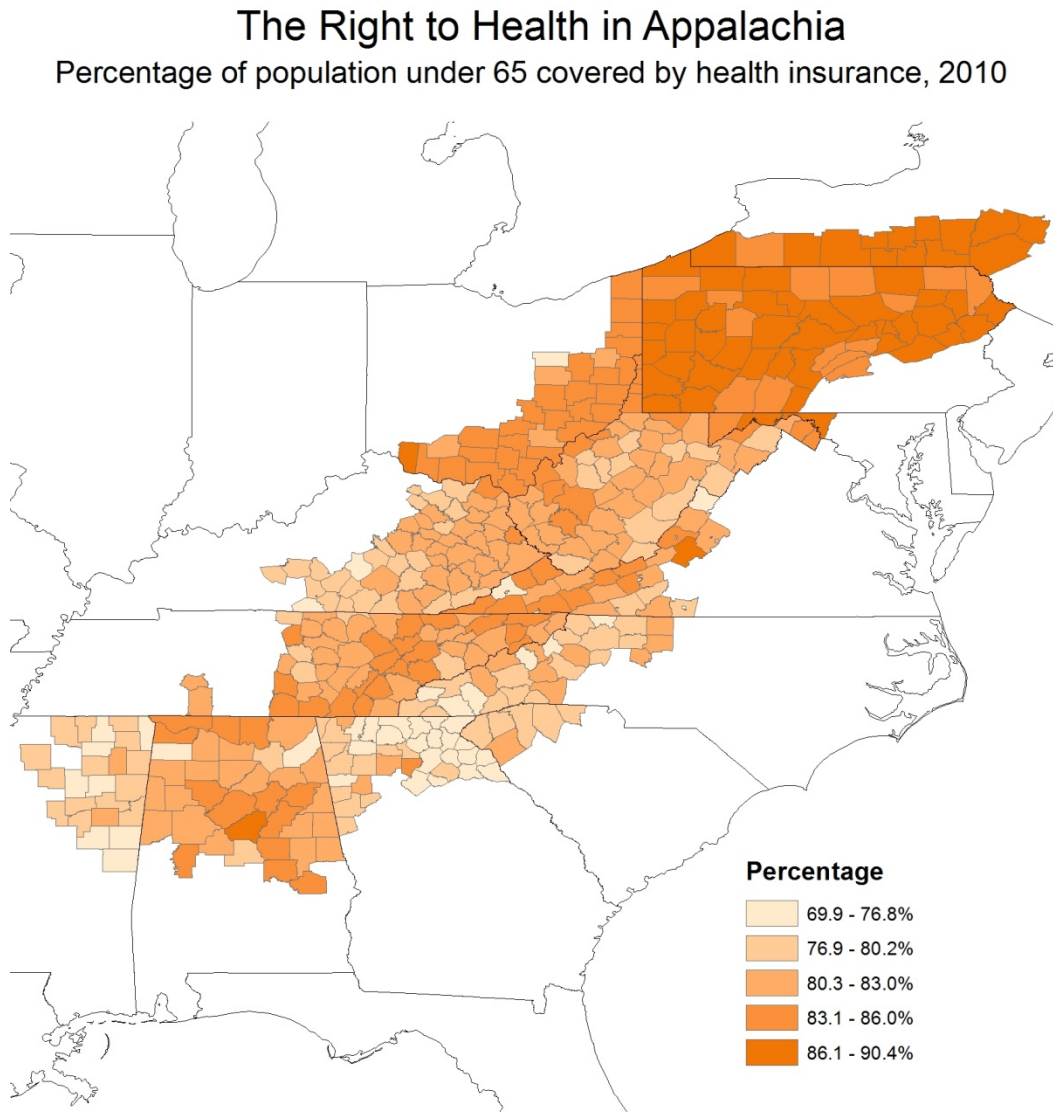 The Right to Health in Appalachia
Percentage of population under 65 covered by health insurance, 2010
Percentage
69.9 - 76.8%
76.9 - 80.2%
80.3 - 83.0%
83.1 - 86.0%
86.1 - 90.4%